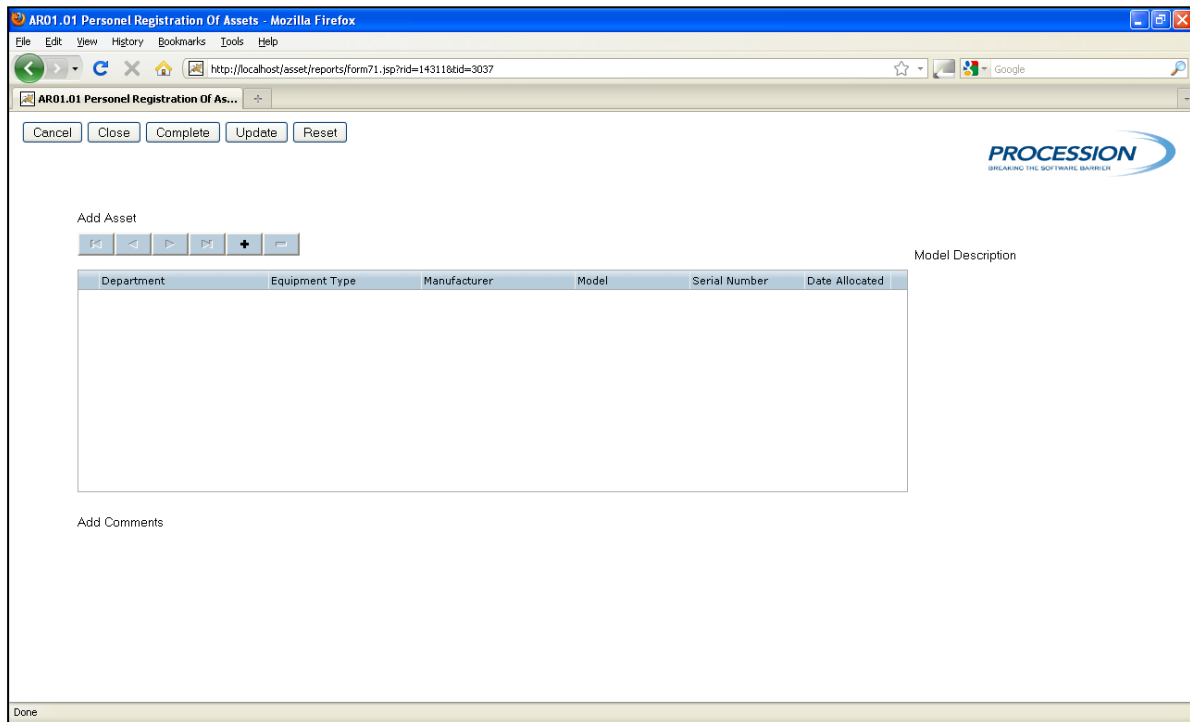 AR01.01 Personel Registration Of Assets - Mozilla Firefox
File Edit View History Bookmarks Tools Help
http://localhost/asset/reports/form71.jsp?rid=14311&tid=3037
Google
AR01.01 Personel Registration Of As...
Cancel Close Complete Update Reset
PROCESSION
BREAKING THE SOFTWARE BARRIER
Add Asset
Model Description
Department Equipment Type Manufacturer Model Serial Number Date Allocated
Add Comments
Done